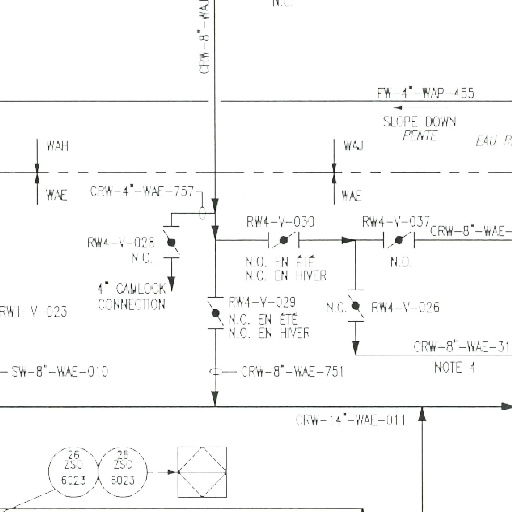 N.C.
CRW-8"-WAJ
FW-4"-WAP-455
SLOPE DOWN
PENTE
EAU
WAH
WAJ
WAE
WAE
CRW-4"-WAE-757
RW4-V-030
RW4-V-037
CRW-8"-WAE-
RW4-V-028
N.C.
N.O. EN ÉTÉ
N.C. EN HIVER
N.O.
4" CAMLOCK
CONNECTION
RW4-V-029
N.C. EN ÉTÉ
N.C. EN HIVER
N.C.
RW4-V-026
RW1-V-023
CRW-8"-WAE-31
NOTE 4
SW-8"-WAE-010
CRW-8"-WAE-751
CRW-14"-WAE-011
26
ZSC
6023
ZSO
6023